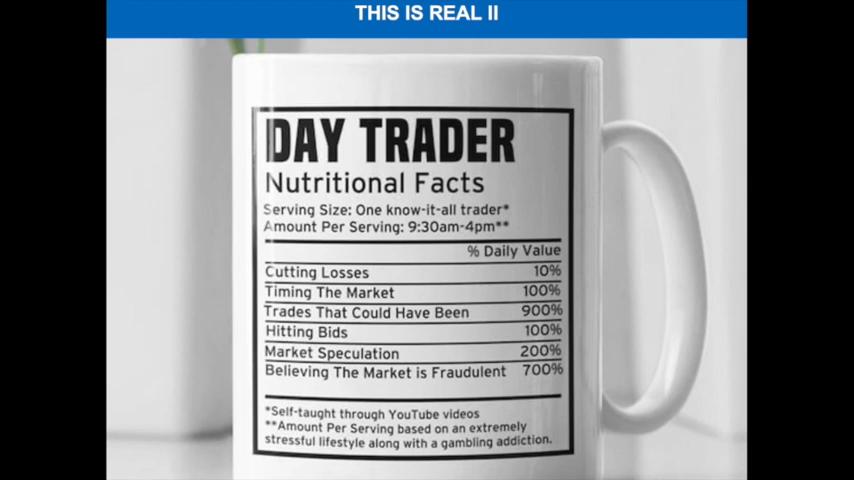 THIS IS REAL II
DAY TRADER
Nutritional Facts
Serving Size: One know-it-all trader*
Amount Per Serving: 9:30am-4pm**
% Daily Value
Cutting Losses 10%
Timing The Market 100%
Trades That Could Have Been 900%
Hitting Bids 100%
Market Speculation 200%
Believing The Market is Fraudulent 700%
*Self-taught through YouTube videos
**Amount Per Serving based on an extremely
stressful lifestyle along with a gambling addiction.